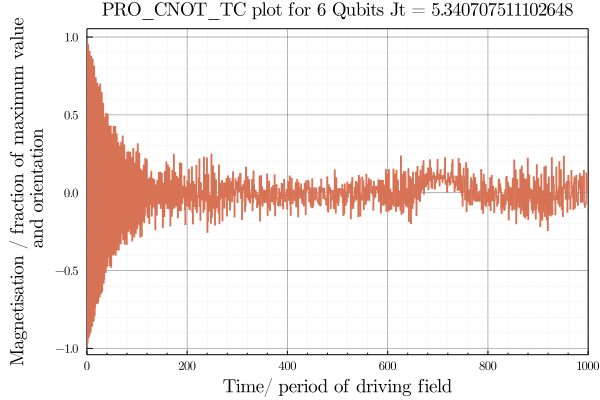 PRO_CNOT_TC plot for 6 Qubits Jt = 5.340707511102648
Magnetisation / fraction of maximum value
and orientation
1.0
0.5
0.0
−0.5
−1.0
0 200 400 600 800 1000
Time/ period of driving field